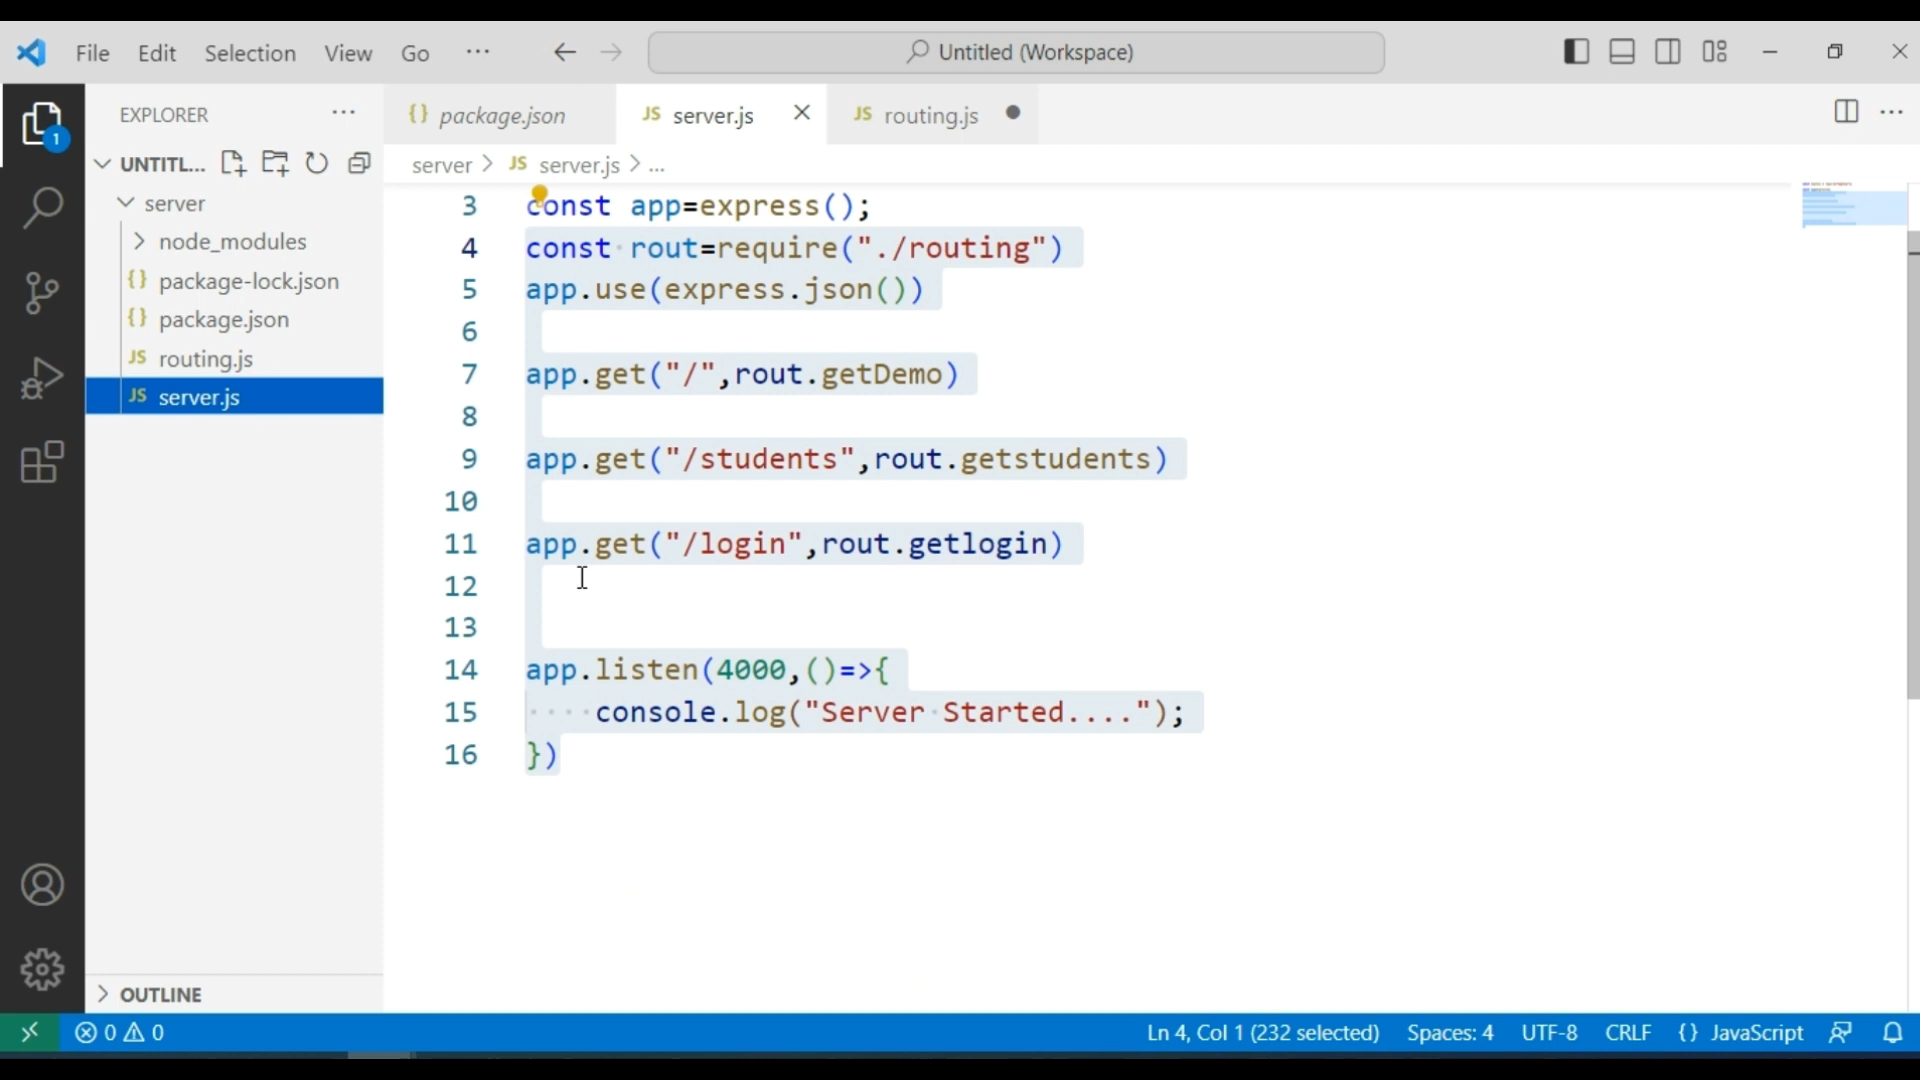 File Edit Selection View Go ··· Untitled (Workspace)
EXPLORER ···
{} package.json JS server.js JS routing.js ···
UNTITL...
server > JS server.js > ...
server
node_modules
{} package-lock.json
{} package.json
JS routing.js
JS server.js
3 const app=express();
4 const rout=require("./routing")
5 app.use(express.json())
6
7 app.get("/",rout.getDemo)
8
9 app.get("/students",rout.getstudents)
10
11 app.get("/login",rout.getlogin)
12
13
14 app.listen(4000,()=>{
15 ····console.log("Server·Started....");
16 })
1
OUTLINE
0 0 Ln 4, Col 1 (232 selected) Spaces: 4 UTF-8 CRLF {} JavaScript